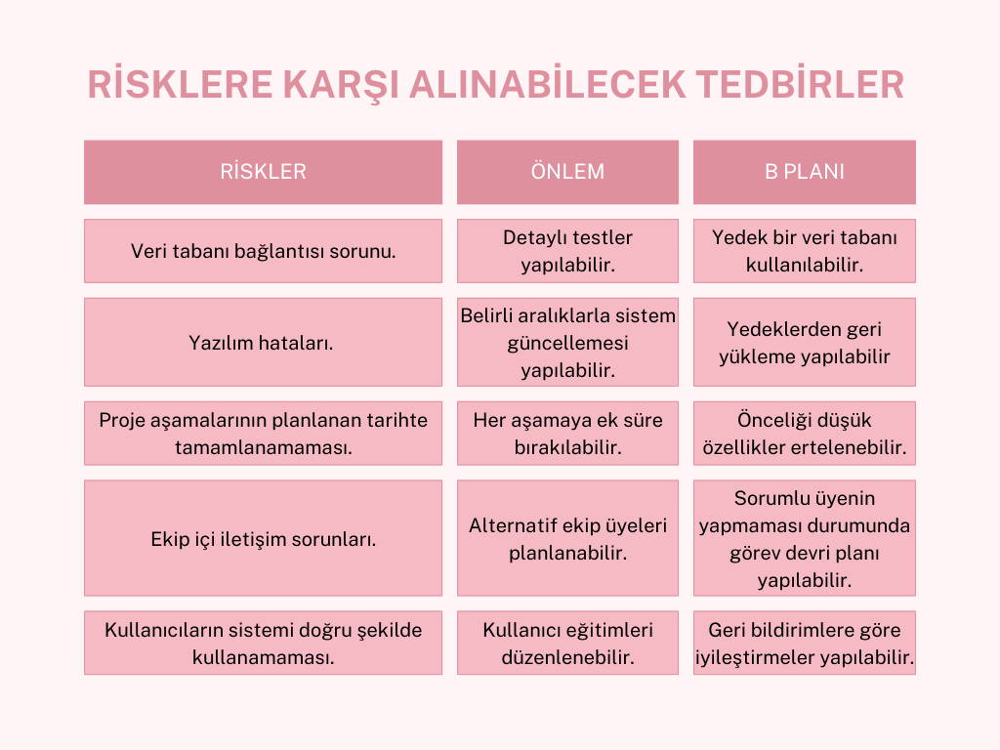 RİSKLERE KARŞI ALINABİLECEK TEDBİRLER
RİSKLER
ÖNLEM
B PLANI
Veri tabanı bağlantısı sorunu.
Detaylı testler
yapılabilir.
Yedek bir veri tabanı
kullanılabilir.
Yazılım hataları.
Belirli aralıklarla sistem
güncellemesi
yapılabilir.
Yedeklerden geri
yükleme yapılabilir
Proje aşamalarının planlanan tarihte
tamamlanamaması.
Her aşamaya ek süre
bırakılabilir.
Önceliği düşük
özellikler ertelenebilir.
Ekip içi iletişim sorunları.
Alternatif ekip üyeleri
planlanabilir.
Sorumlu üyenin
yapmaması durumunda
görev devri planı
yapılabilir.
Kullanıcıların sistemi doğru şekilde
kullanamaması.
Kullanıcı eğitimleri
düzenlenebilir.
Geri bildirimlere göre
iyileştirmeler yapılabilir.